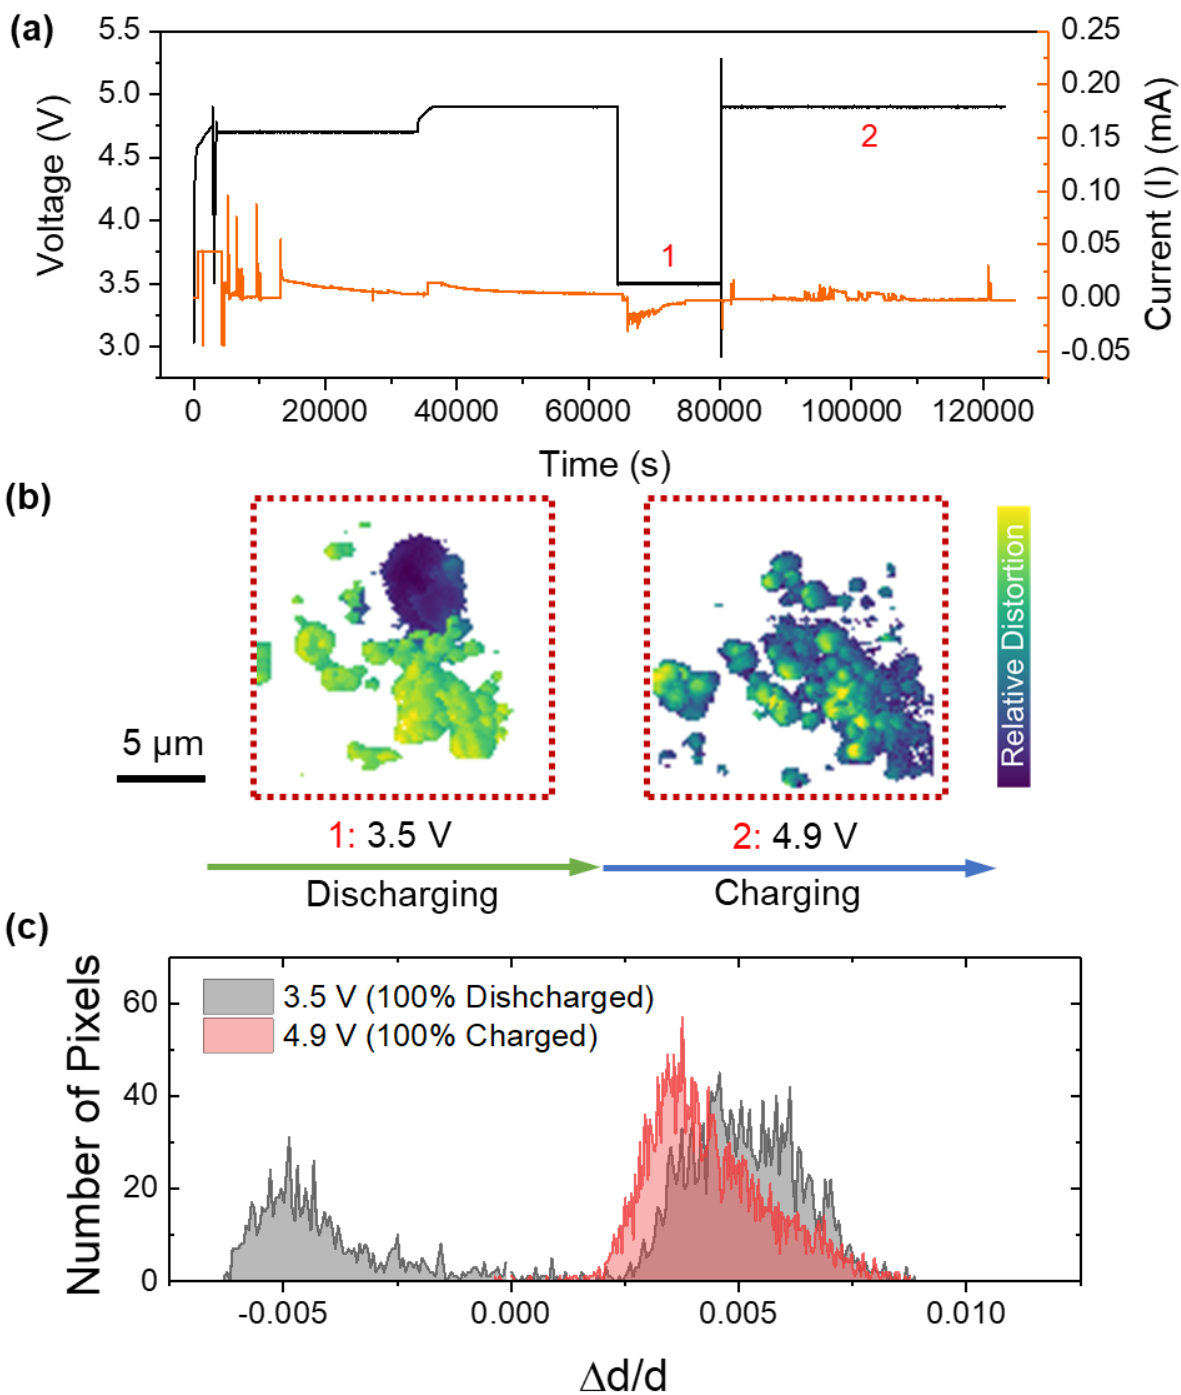 (a)
5.5
5.0
4.5
4.0
3.5
3.0
Voltage (V)
0.25
0.20
0.15
0.10
0.05
0.00
-0.05
Current (I) (mA)
1
2
0 20000 40000 60000 80000 100000 120000
Time (s)
(b)
5 µm
Relative Distortion
1: 3.5 V
2: 4.9 V
Discharging
Charging
(c)
Number of Pixels
60
40
20
0
3.5 V (100% Dishcharged)
4.9 V (100% Charged)
-0.005 0.000 0.005 0.010
Δd/d